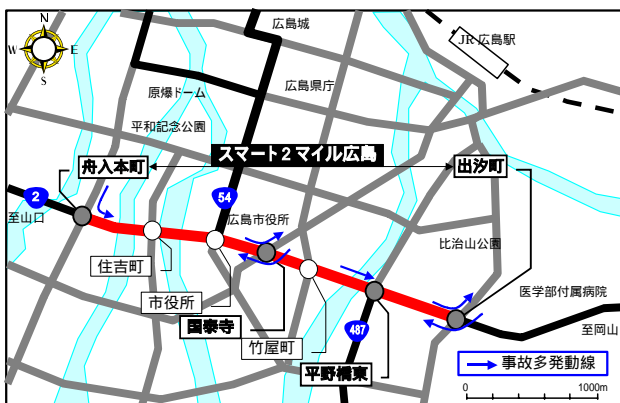 N
W
E
S
広島城
JR 広島駅
原爆ドーム
広島県庁
平和記念公園
スマート2マイル広島
舟入本町
出汐町
2
54
至山口
広島市役所
住吉町
比治山公園
市役所
医学部付属病院
国泰寺
竹屋町
487
至岡山
平野橋東
事故多発動線
0
1000m